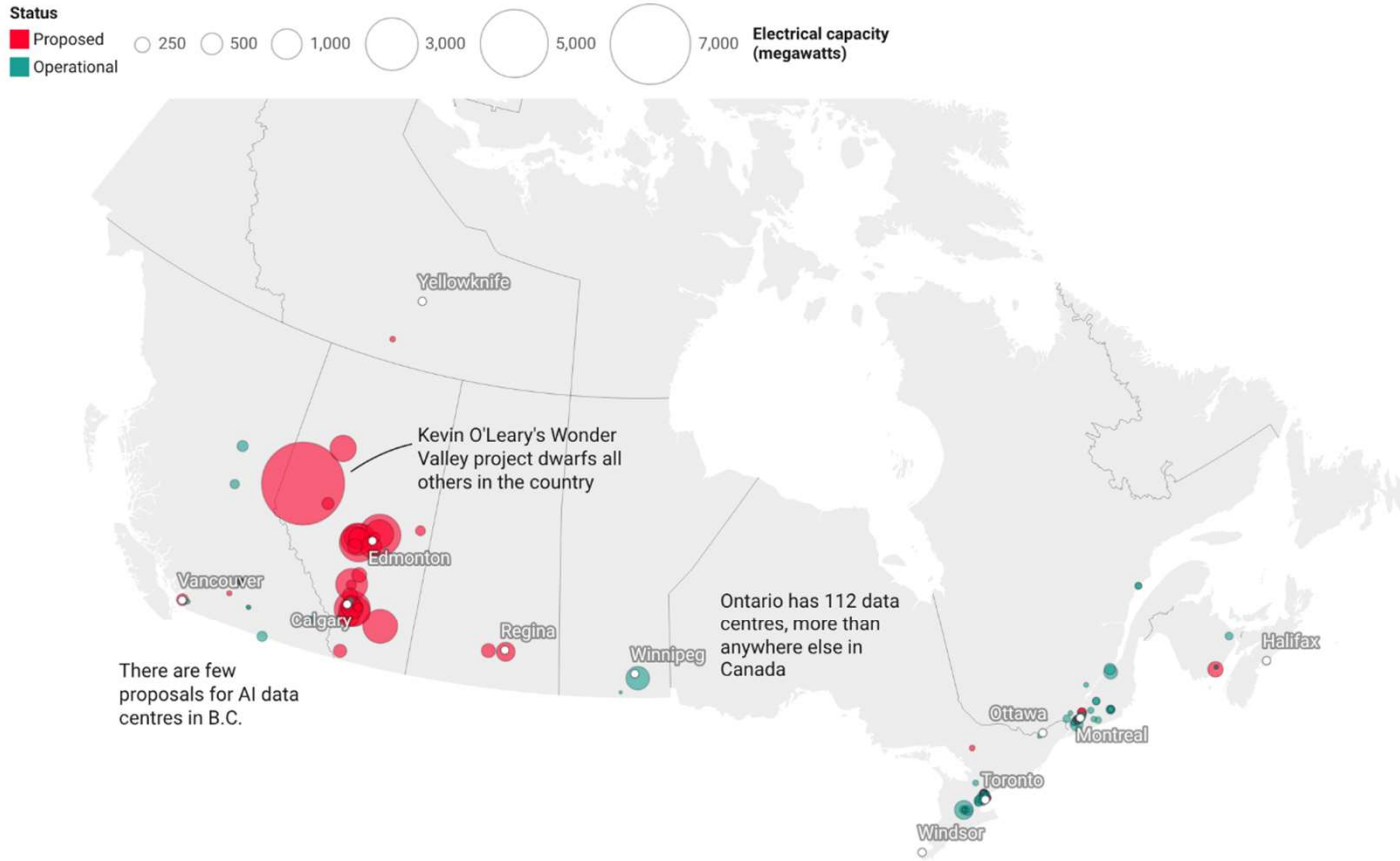 Status
Proposed
Operational
250
500
1,000
3,000
5,000
7,000
Electrical capacity
(megawatts)
Yellowknife
Kevin O'Leary's Wonder
Valley project dwarfs all
others in the country
Edmonton
Vancouver
Calgary
Regina
Winnipeg
Ontario has 112 data
centres, more than
anywhere else in
Canada
Halifax
There are few
proposals for AI data
centres in B.C.
Ottawa
Montreal
Toronto
Windsor